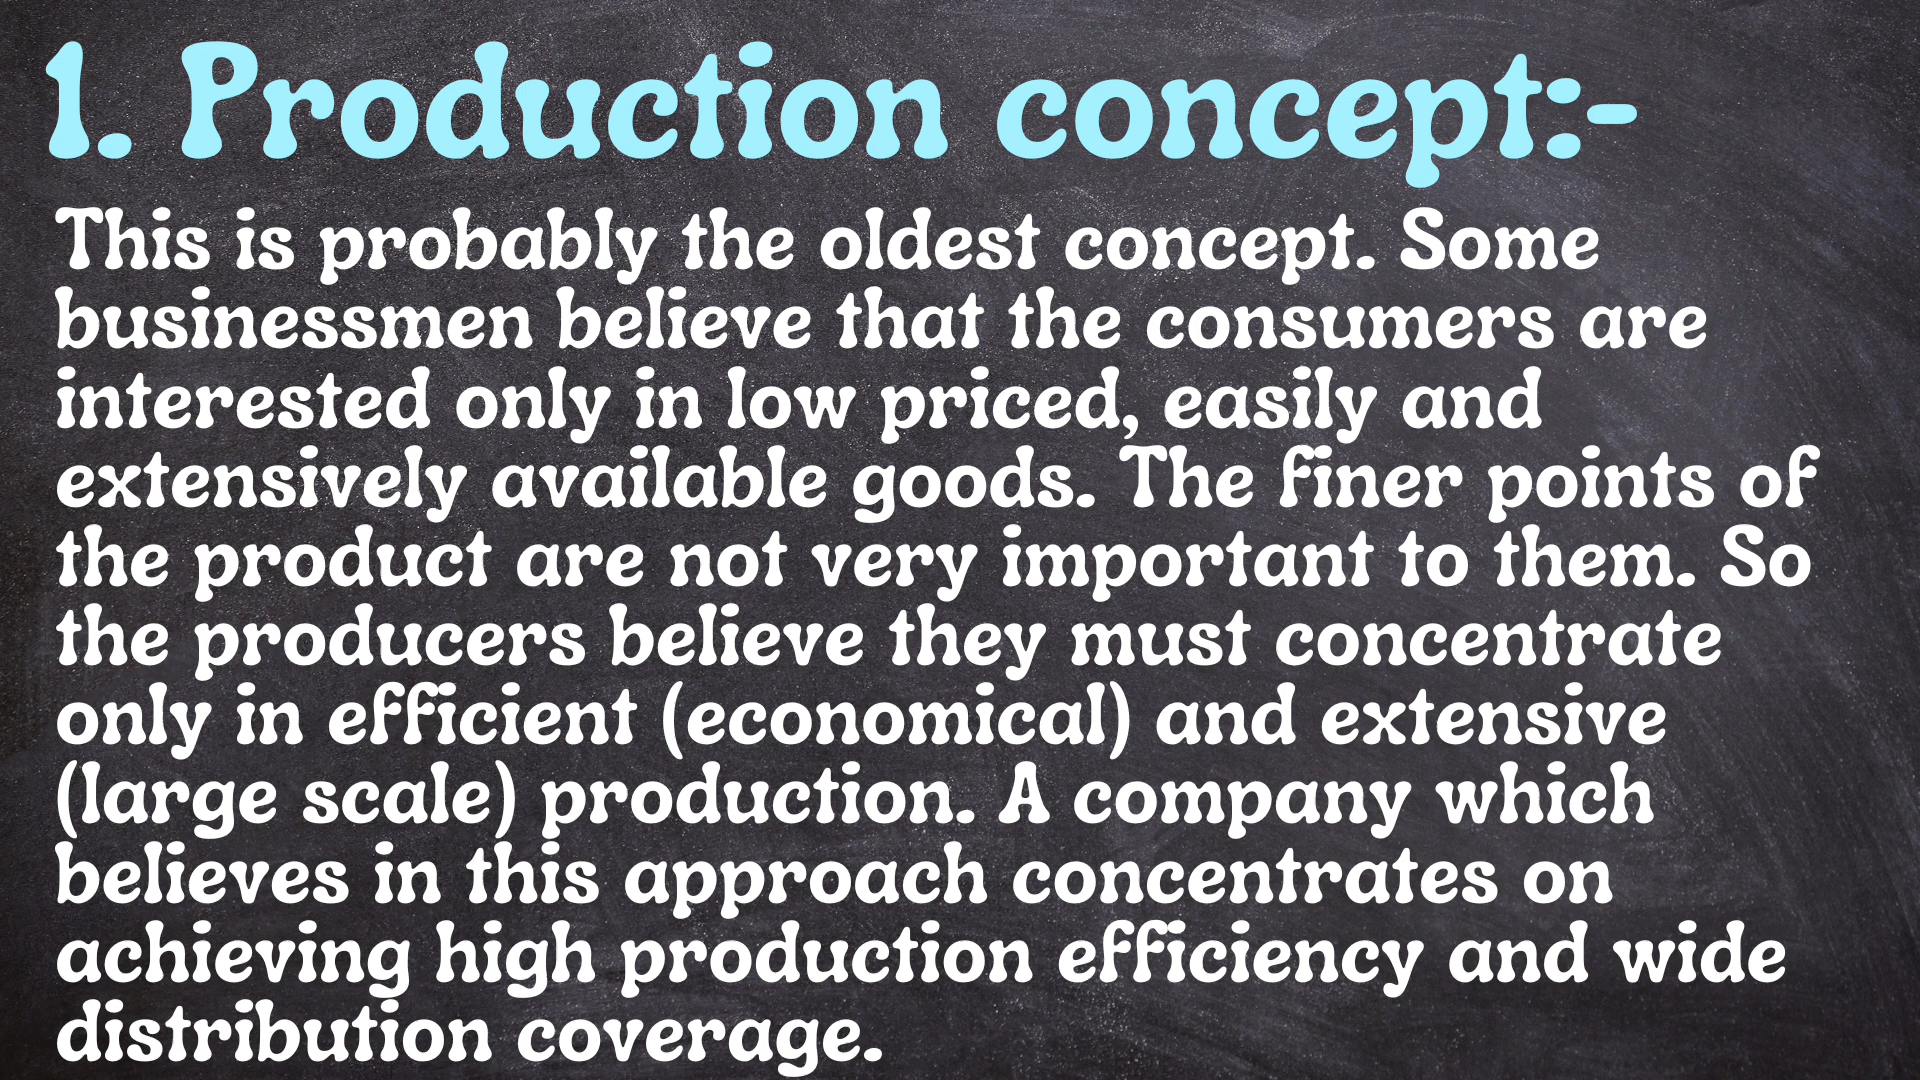 1. Production concept:-
This is probably the oldest concept. Some
businessmen believe that the consumers are
interested only in low priced, easily and
extensively available goods. The finer points of
the product are not very important to them. So
the producers believe they must concentrate
only in efficient (economical) and extensive
(large scale) production. A company which
believes in this approach concentrates on
achieving high production efficiency and wide
distribution coverage.